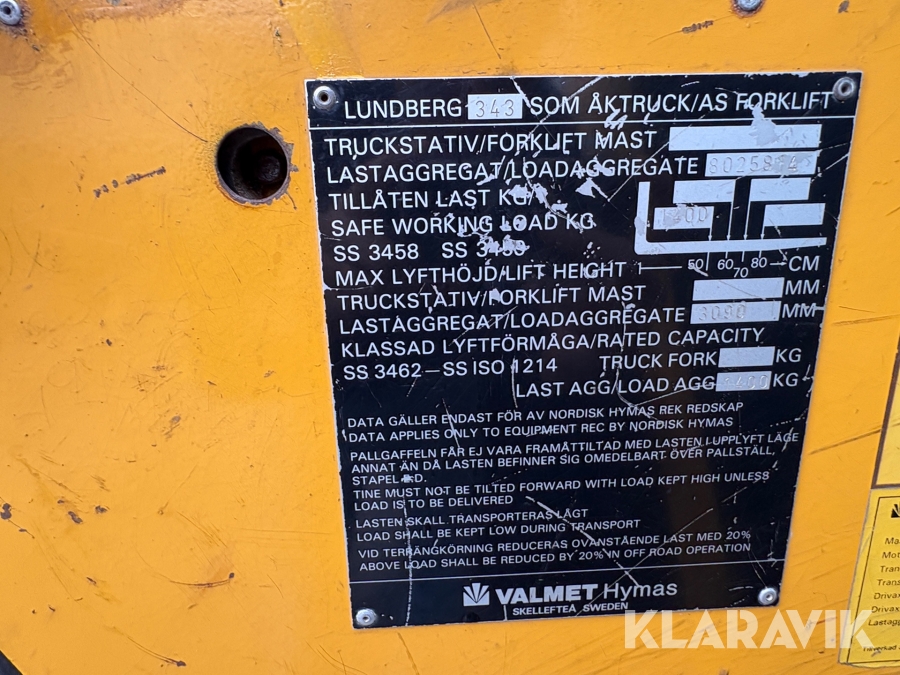 LUNDBERG 343 SOM ÅKTRUCK/AS FORKLIFT
TRUCKSTATIV/FORKLIFT MAST
LASTAGGREGAT/LOADAGGREGATE
TILLÅTEN LAST KG/
SAFE WORKING LOAD KG
SS 3458 SS
50 60 70 80 CM
MAX LYFTHÖJD/LIFT HEIGHT
TRUCKSTATIV/FORKLIFT MAST MM
LASTAGGREGAT/LOADAGGREGATE 3090 MM
KLASSAD LYFTFÖRMÅGA/RATED CAPACITY
SS 3462-SS ISO 1214 TRUCK FORK KG
LAST AGG/LOAD AGG KG
DATA GÄLLER ENDAST FÖR AV NORDISK HYMAS REK REDSKAP
DATA APPLIES ONLY TO EQUIPMENT REC BY NORDISK HYMAS
PALLGAFFELN FÅR EJ VARA FRAMÅTTILTAD MED LASTEN I UPPLYFT LÄGE
ANNAT ÄN DÅ LASTEN BEFINNER SIG OMEDELBART ÖVER PALLSTÄLL,
STAPEL E.D.
TINE MUST NOT BE TILTED FORWARD WITH LOAD KEPT HIGH UNLESS
LOAD IS TO BE DELIVERED
LASTEN SKALL TRANSPORTERAS LÅGT
LOAD SHALL BE KEPT LOW DURING TRANSPORT
VID TERRÄNGKÖRNING REDUCERAS OVANSTÅENDE LAST MED 20%
ABOVE LOAD SHALL BE REDUCED BY 20% IN OFF ROAD OPERATION
VALMET Hymas
SKELLEFTEÅ SWEDEN
KLARAVIK